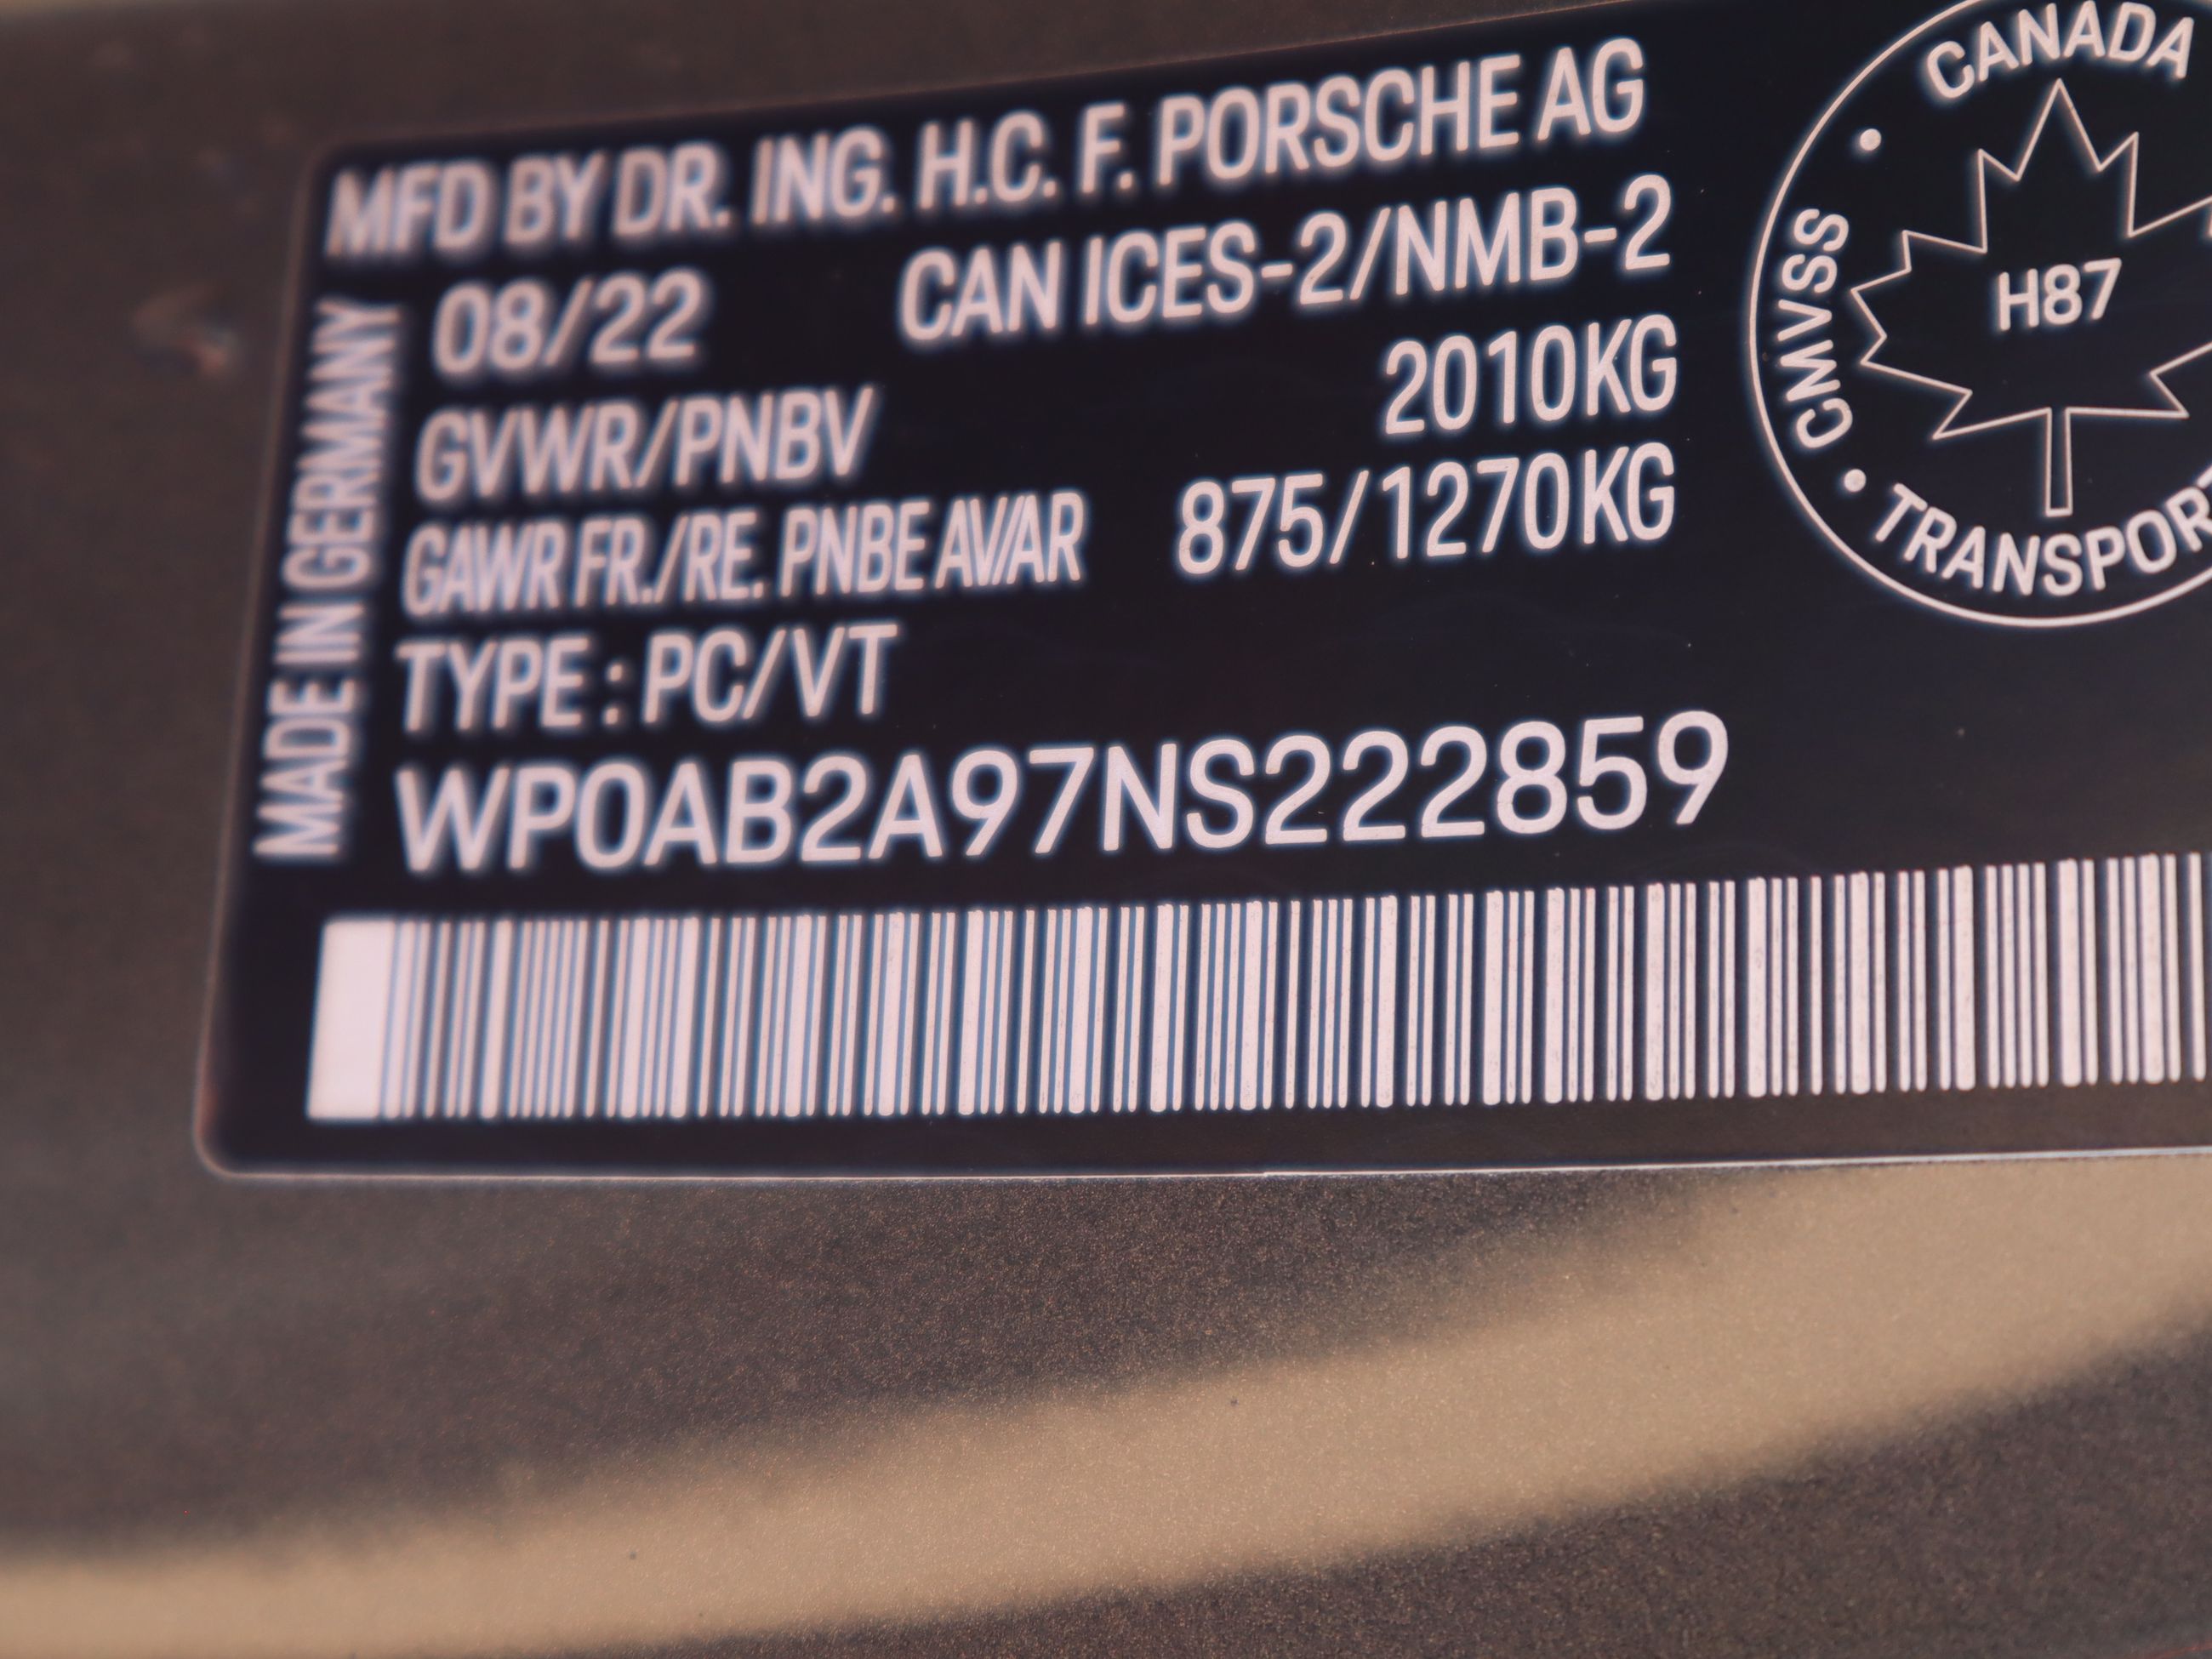 MFD BY DR. ING. H.C. F. PORSCHE AG
08/22 CAN ICES-2/NMB-2
GVWR/PNBV 2010KG
GAWR FR./RE. PNBE AV/AR 875/1270KG
TYPE : PC/VT
WP0AB2A97NS222859
MADE IN GERMANY
CANADA
H87
CMVSS
TRANSPORT